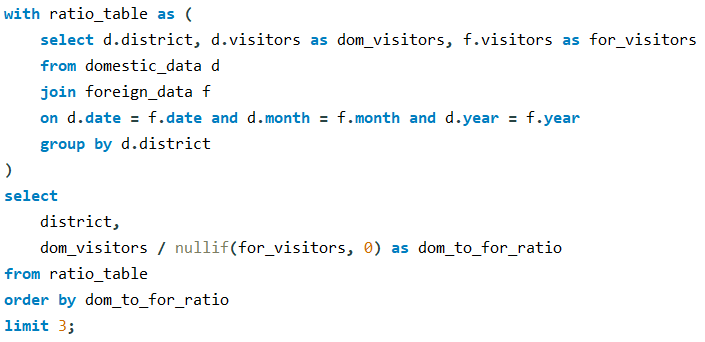 with ratio_table as (
    select d.district, d.visitors as dom_visitors, f.visitors as for_visitors
    from domestic_data d
    join foreign_data f
    on d.date = f.date and d.month = f.month and d.year = f.year
    group by d.district
)
select
    district,
    dom_visitors / nullif(for_visitors, 0) as dom_to_for_ratio
from ratio_table
order by dom_to_for_ratio
limit 3;